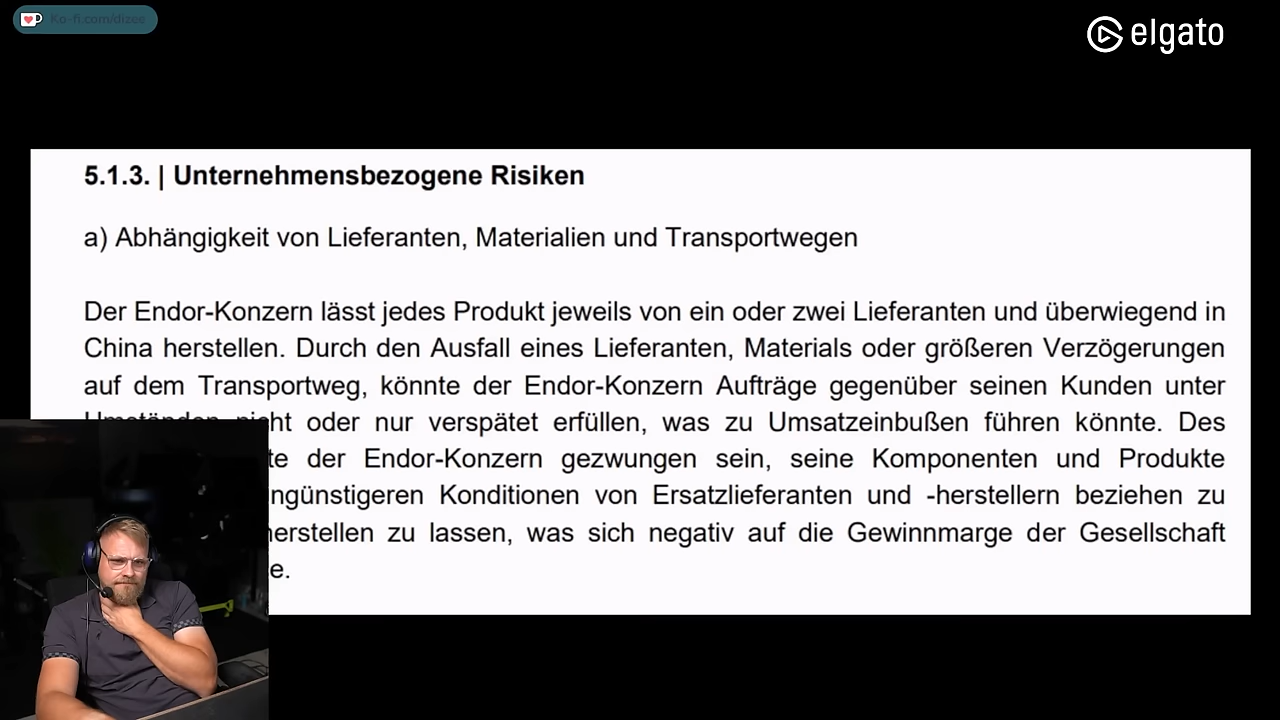 Ko-fi.com/dizee
elgato
5.1.3. | Unternehmensbezogene Risiken
a) Abhängigkeit von Lieferanten, Materialien und Transportwegen
Der Endor-Konzern lässt jedes Produkt jeweils von ein oder zwei Lieferanten und überwiegend in
China herstellen. Durch den Ausfall eines Lieferanten, Materials oder größeren Verzögerungen
auf dem Transportweg, könnte der Endor-Konzern Aufträge gegenüber seinen Kunden unter
Umständen nicht oder nur verspätet erfüllen, was zu Umsatzeinbußen führen könnte. Des
te der Endor-Konzern gezwungen sein, seine Komponenten und Produkte
ngünstigeren Konditionen von Ersatzlieferanten und -herstellern beziehen zu
herstellen zu lassen, was sich negativ auf die Gewinnmarge der Gesellschaft
e.